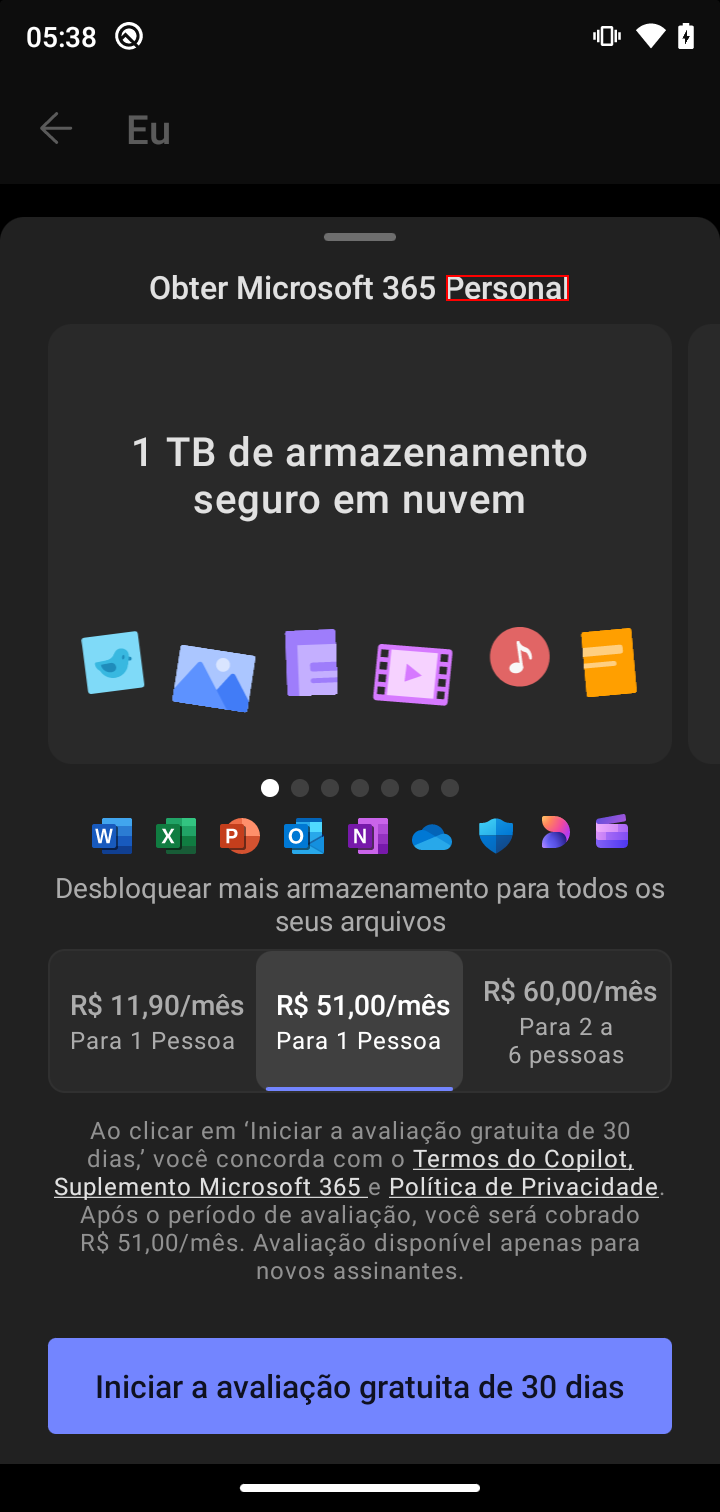 05:38
Eu
Obter Microsoft 365 Personal
1 TB de armazenamento
seguro em nuvem
W X P O N
Desbloquear mais armazenamento para todos os
seus arquivos
R$ 11,90/mês
Para 1 Pessoa
R$ 51,00/mês
Para 1 Pessoa
R$ 60,00/mês
Para 2 a
6 pessoas
Ao clicar em ‘Iniciar a avaliação gratuita de 30
dias,’ você concorda com o Termos do Copilot,
Suplemento Microsoft 365 e Política de Privacidade.
Após o período de avaliação, você será cobrado
R$ 51,00/mês. Avaliação disponível apenas para
novos assinantes.
Iniciar a avaliação gratuita de 30 dias